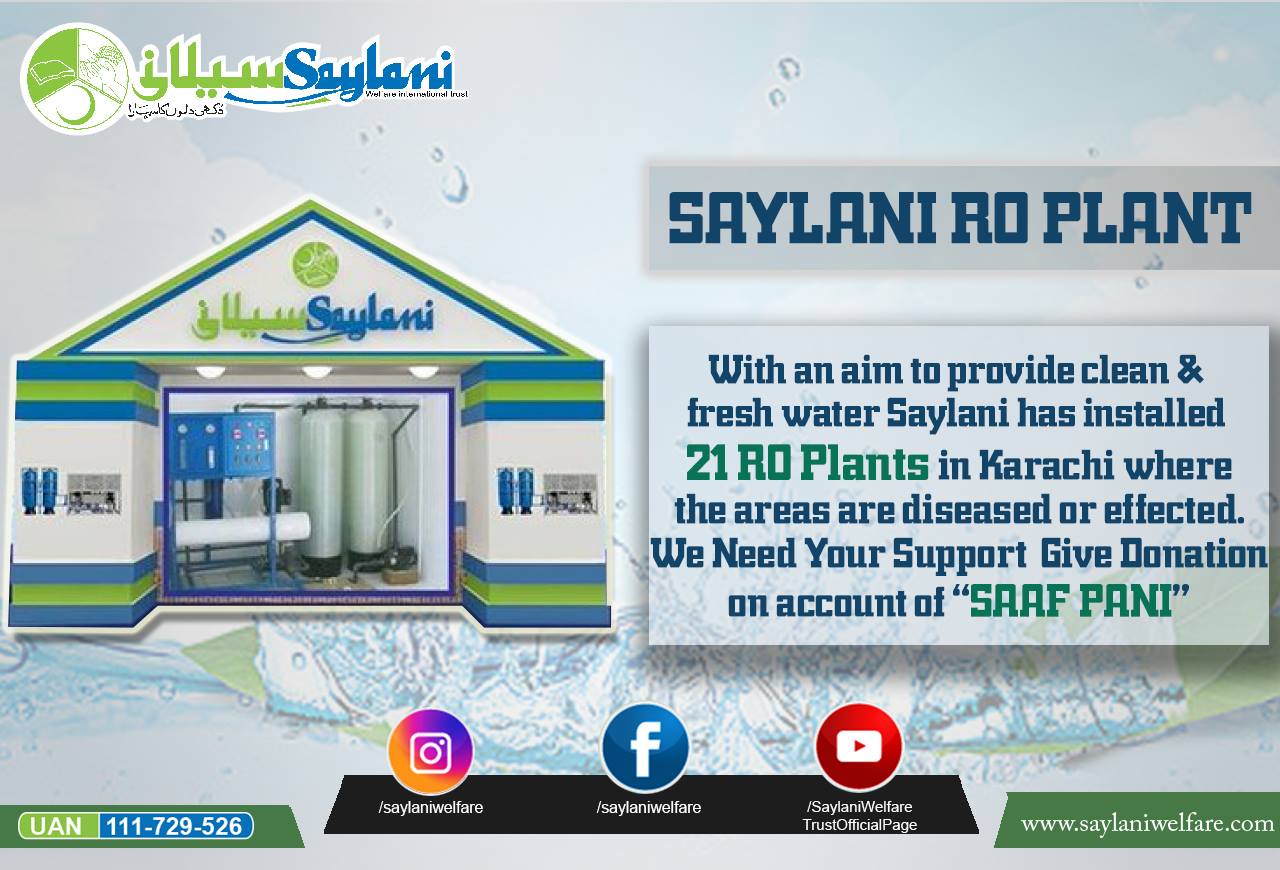 سیلانی Saylani
Welfare international trust
دکھی دلوں کا سہارا
SAYLANI RO PLANT
سیلانی Saylani
With an aim to provide clean &
fresh water Saylani has installed
21 RO Plants in Karachi where
the areas are diseased or effected.
We Need Your Support Give Donation
on account of “SAAF PANI”
/saylaniwelfare
/saylaniwelfare
/SaylaniWelfare
TrustOfficialPage
UAN 111-729-526
www.saylaniwelfare.com